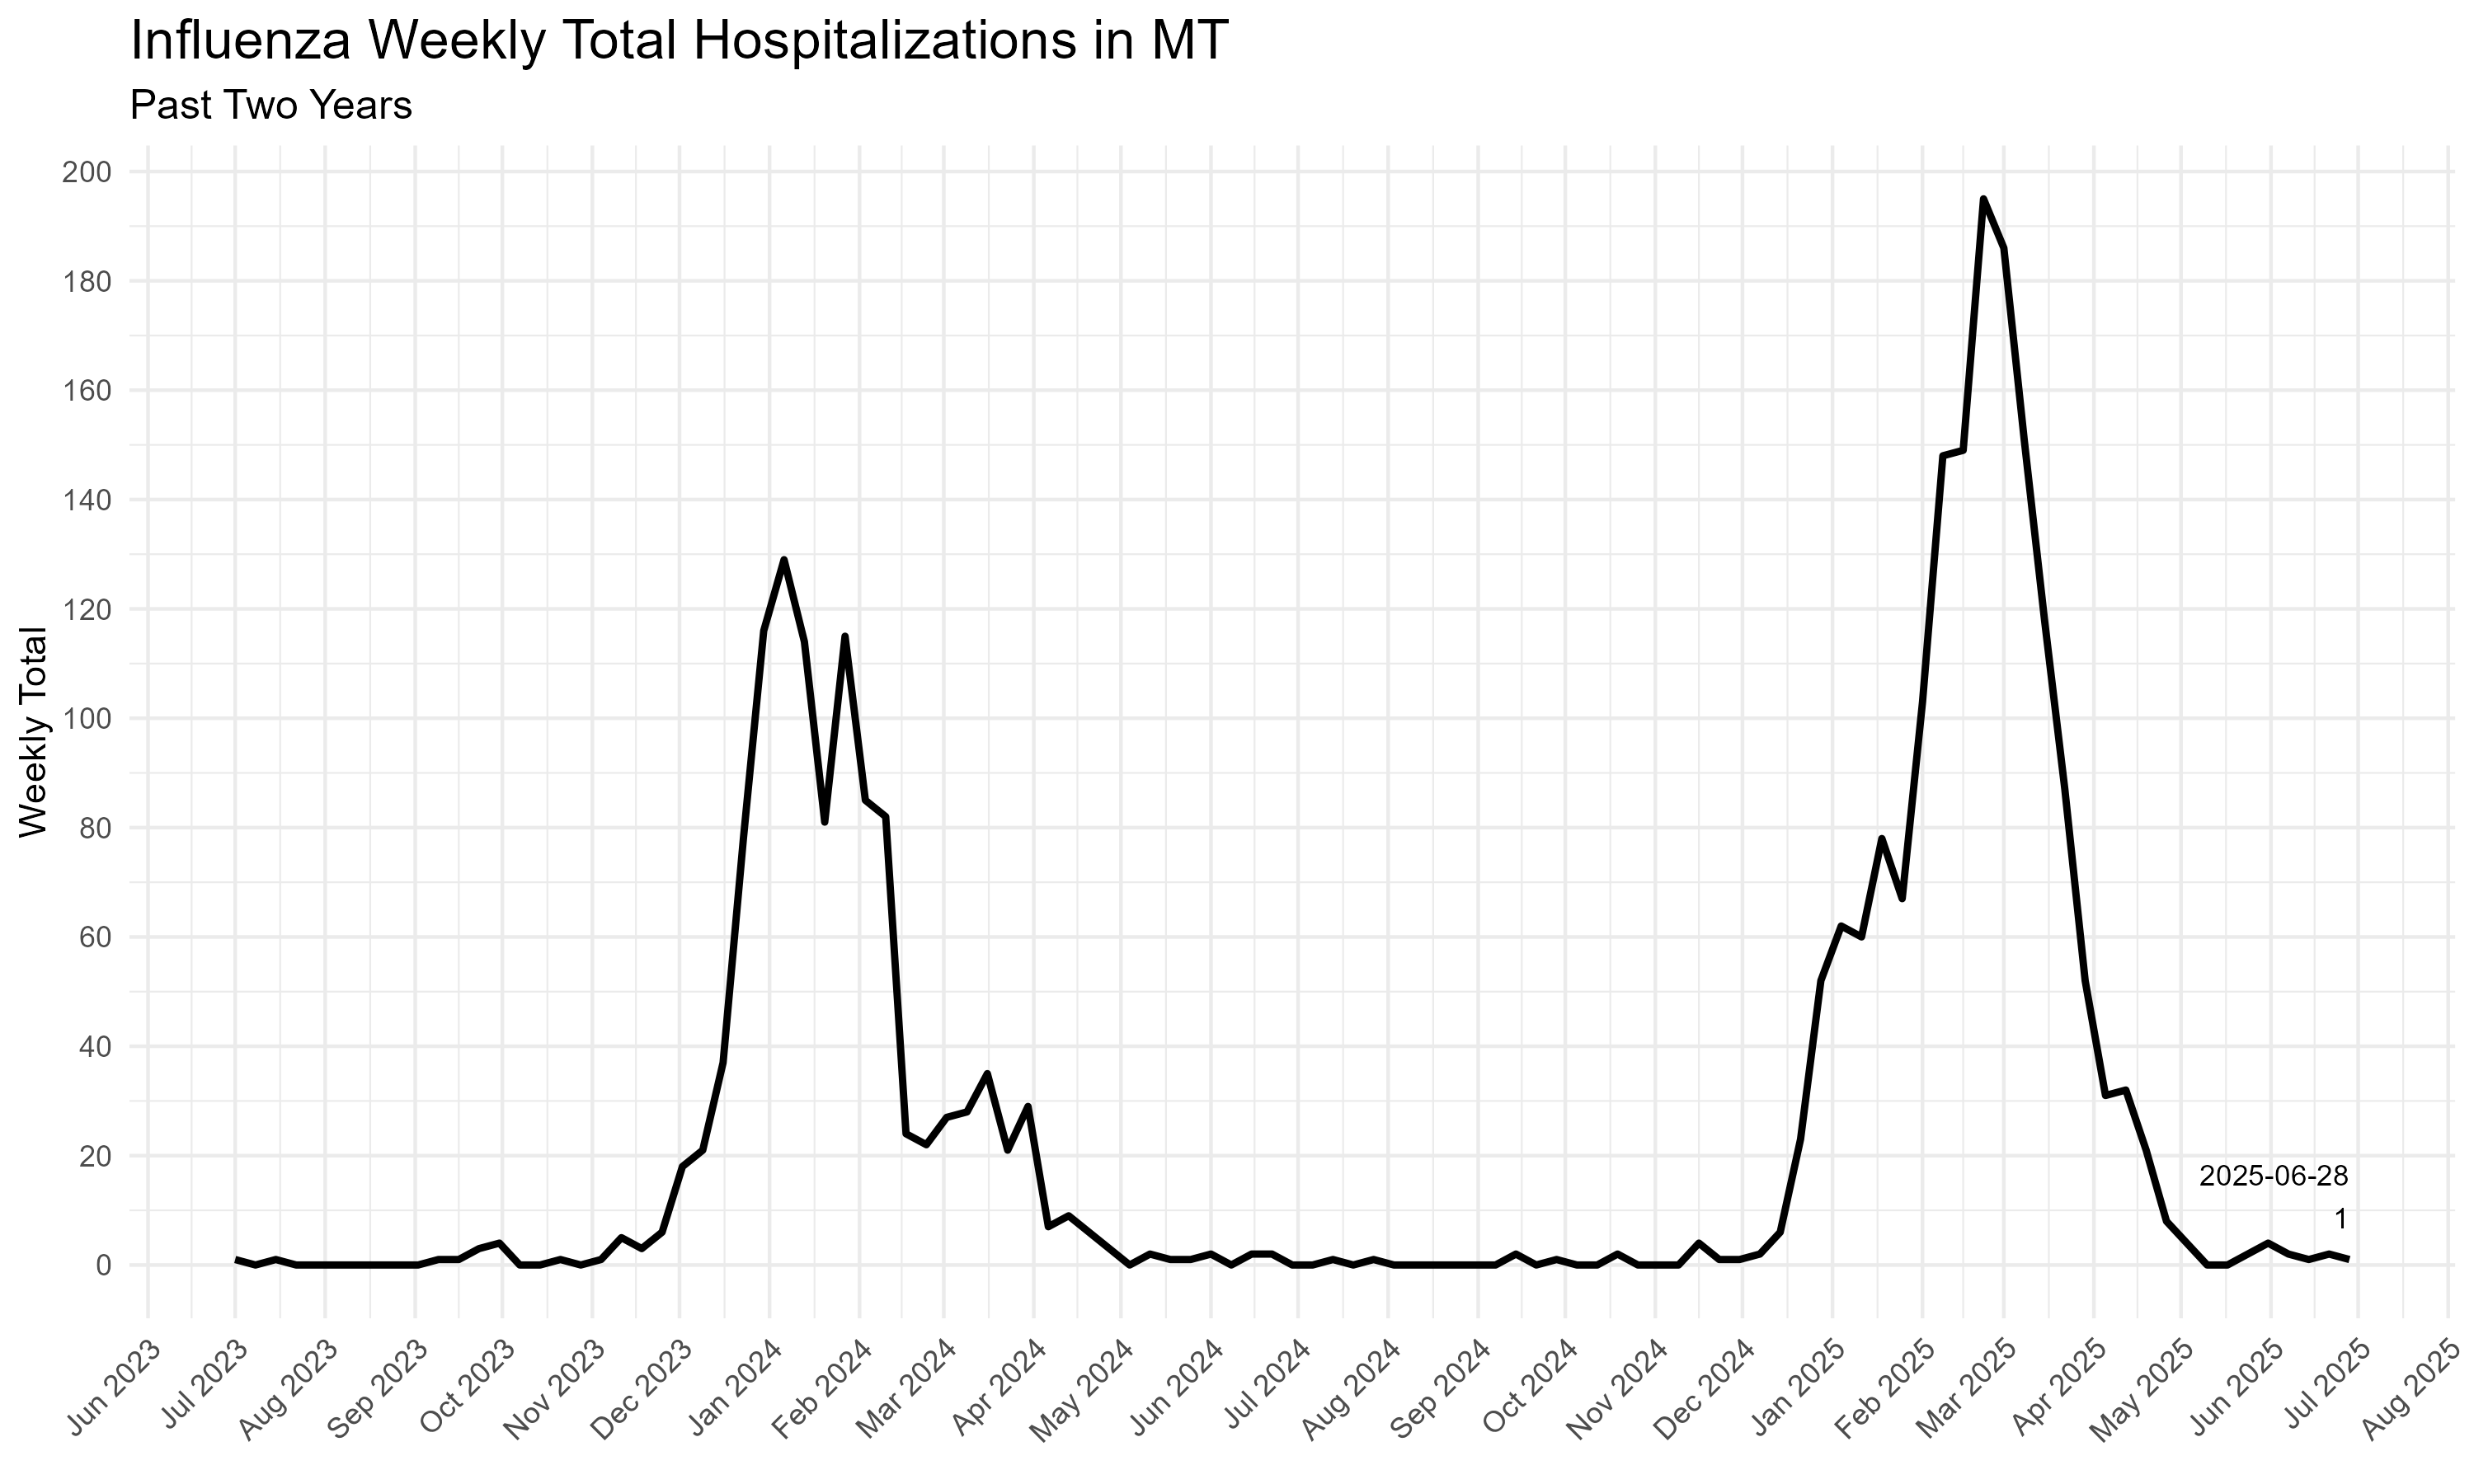 Influenza Weekly Total Hospitalizations in MT
Past Two Years
Weekly Total
200
180
160
140
120
100
80
60
40
20
0
2025-06-28
1
Jun 2023
Jul 2023
Aug 2023
Sep 2023
Oct 2023
Nov 2023
Dec 2023
Jan 2024
Feb 2024
Mar 2024
Apr 2024
May 2024
Jun 2024
Jul 2024
Aug 2024
Sep 2024
Oct 2024
Nov 2024
Dec 2024
Jan 2025
Feb 2025
Mar 2025
Apr 2025
May 2025
Jun 2025
Jul 2025
Aug 2025